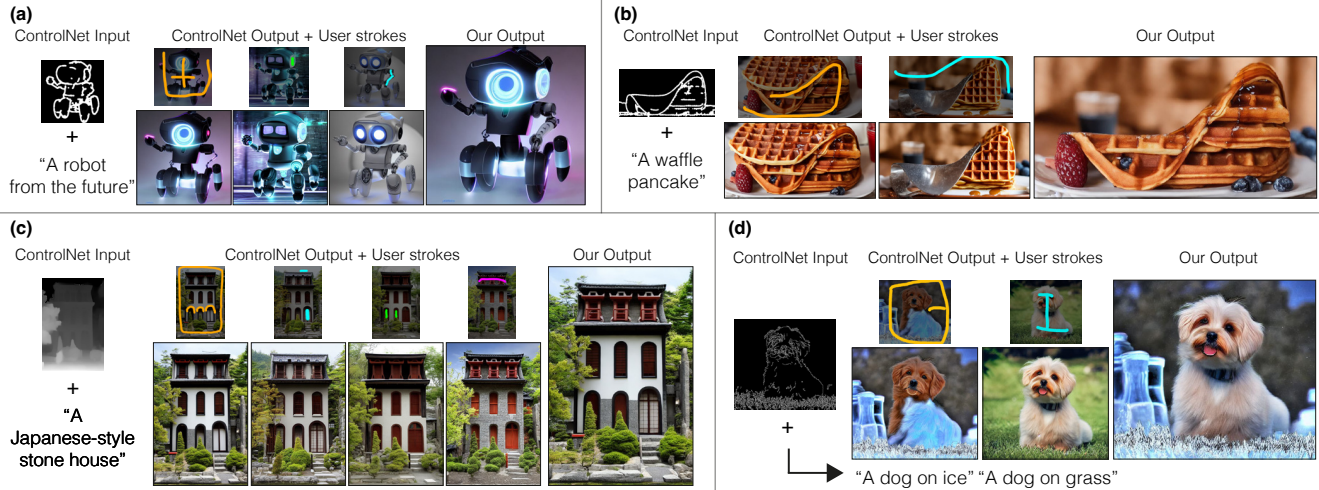 (a)
ControlNet Input
ControlNet Output + User strokes
Our Output
+
“A robot
from the future”
(b)
ControlNet Input
ControlNet Output + User strokes
Our Output
+
“A waffle
pancake”
(c)
ControlNet Input
ControlNet Output + User strokes
Our Output
+
“A
Japanese-style
stone house”
(d)
ControlNet Input
ControlNet Output + User strokes
Our Output
+
“A dog on ice” “A dog on grass”